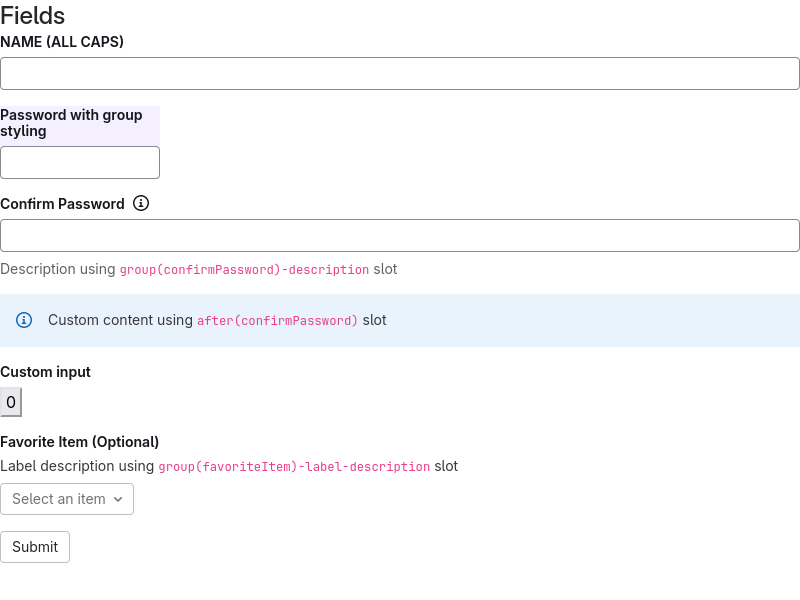 Fields
NAME (ALL CAPS)
Password with group
styling
Confirm Password
Description using group(confirmPassword)-description slot
Custom content using after(confirmPassword) slot
Custom input
0
Favorite Item (Optional)
Label description using group(favoriteItem)-label-description slot
Select an item
Submit